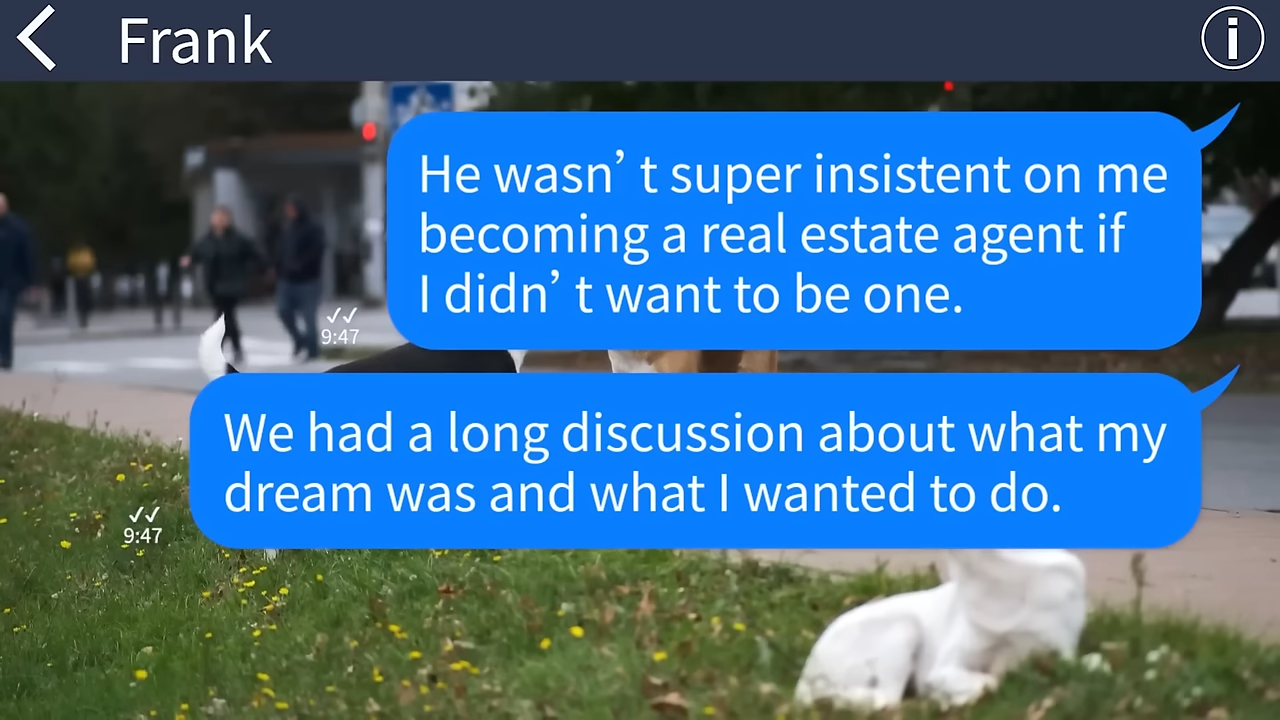 Frank
He wasn’ t super insistent on me
becoming a real estate agent if
I didn’ t want to be one.
9:47
We had a long discussion about what my
dream was and what I wanted to do.
9:47